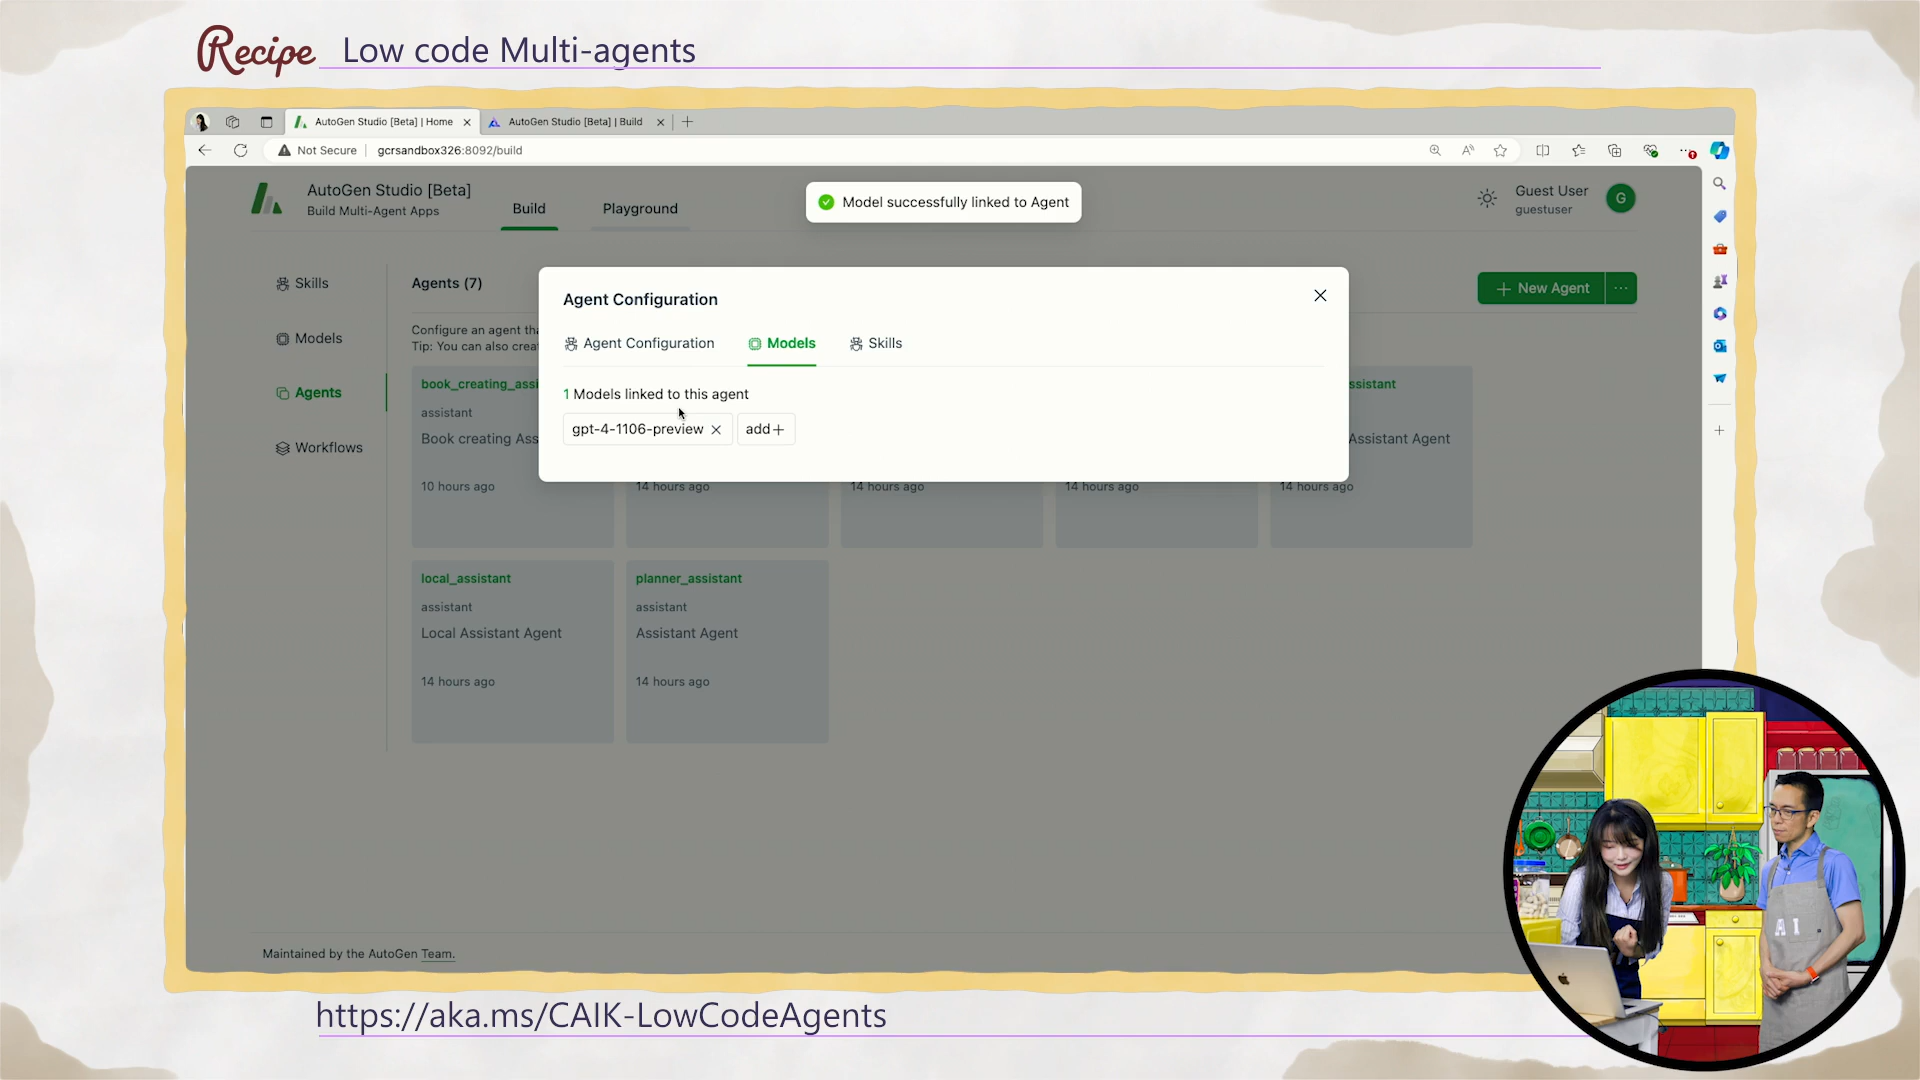 Recipe Low code Multi-agents
AutoGen Studio [Beta] | Home
AutoGen Studio [Beta] | Build
Not Secure | gcrsandbox326:8092/build
AutoGen Studio [Beta]
Build Multi-Agent Apps
Build
Playground
Model successfully linked to Agent
Guest User
guestuser
G
Skills
Models
Agents
Workflows
Agents (7)
New Agent
Configure an agent
Tip: You can also
Agent Configuration
Agent Configuration
Models
Skills
1 Models linked to this agent
gpt-4-1106-preview
add+
assistant
Book creating
10 hours ago
14 hours ago
14 hours ago
14 hours ago
Assistant Agent
14 hours ago
local_assistant
assistant
Local Assistant Agent
14 hours ago
planner_assistant
assistant
Assistant Agent
14 hours ago
Maintained by the AutoGen Team.
AI
https://aka.ms/CAIK-LowCodeAgents